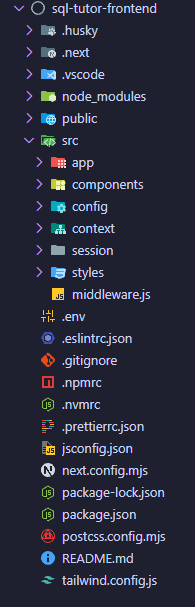 sql-tutor-frontend
.husky
.next
.vscode
node_modules
public
src
app
components
config
context
session
styles
middleware.js
.env
.eslintrc.json
.gitignore
.npmrc
.nvmrc
.prettierrc.json
jsconfig.json
next.config.mjs
package-lock.json
package.json
postcss.config.mjs
README.md
tailwind.config.js